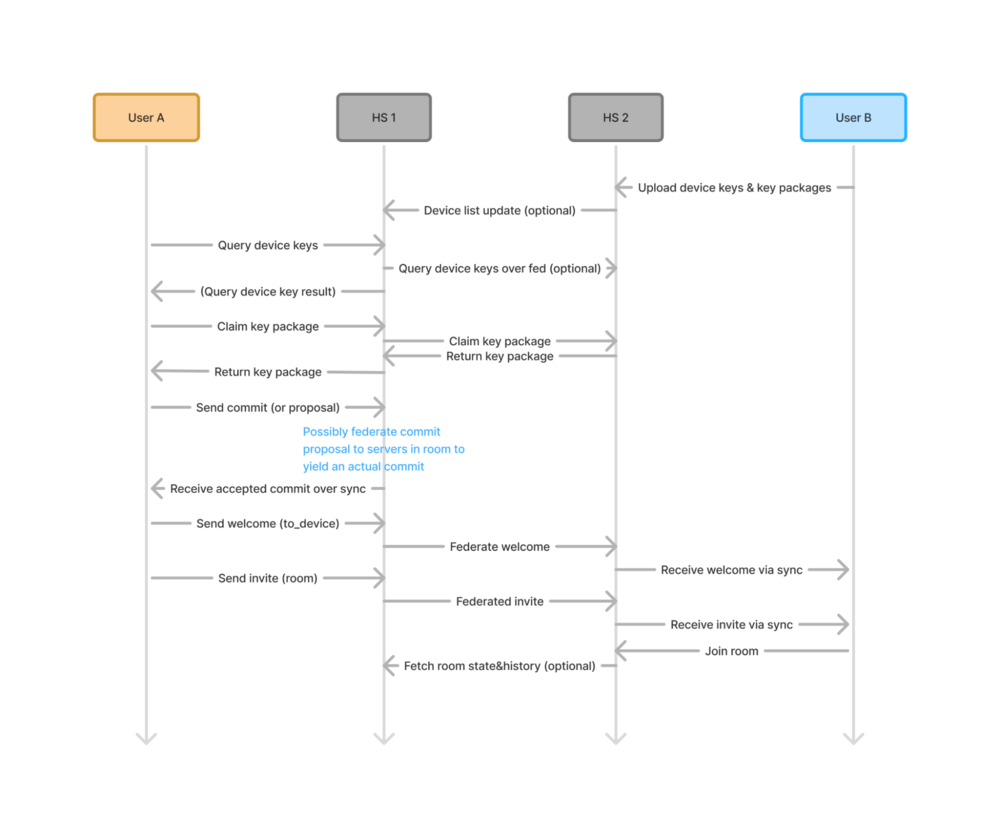 User A
HS 1
HS 2
User B
Upload device keys & key packages
Device list update (optional)
Query device keys
Query device keys over fed (optional)
(Query device key result)
Claim key package
Claim key package
Return key package
Return key package
Send commit (or proposal)
Possibly federate commit
proposal to servers in room to
yield an actual commit
Receive accepted commit over sync
Send welcome (to_device)
Federate welcome
Receive welcome via sync
Send invite (room)
Federated invite
Receive invite via sync
Join room
Fetch room state&history (optional)